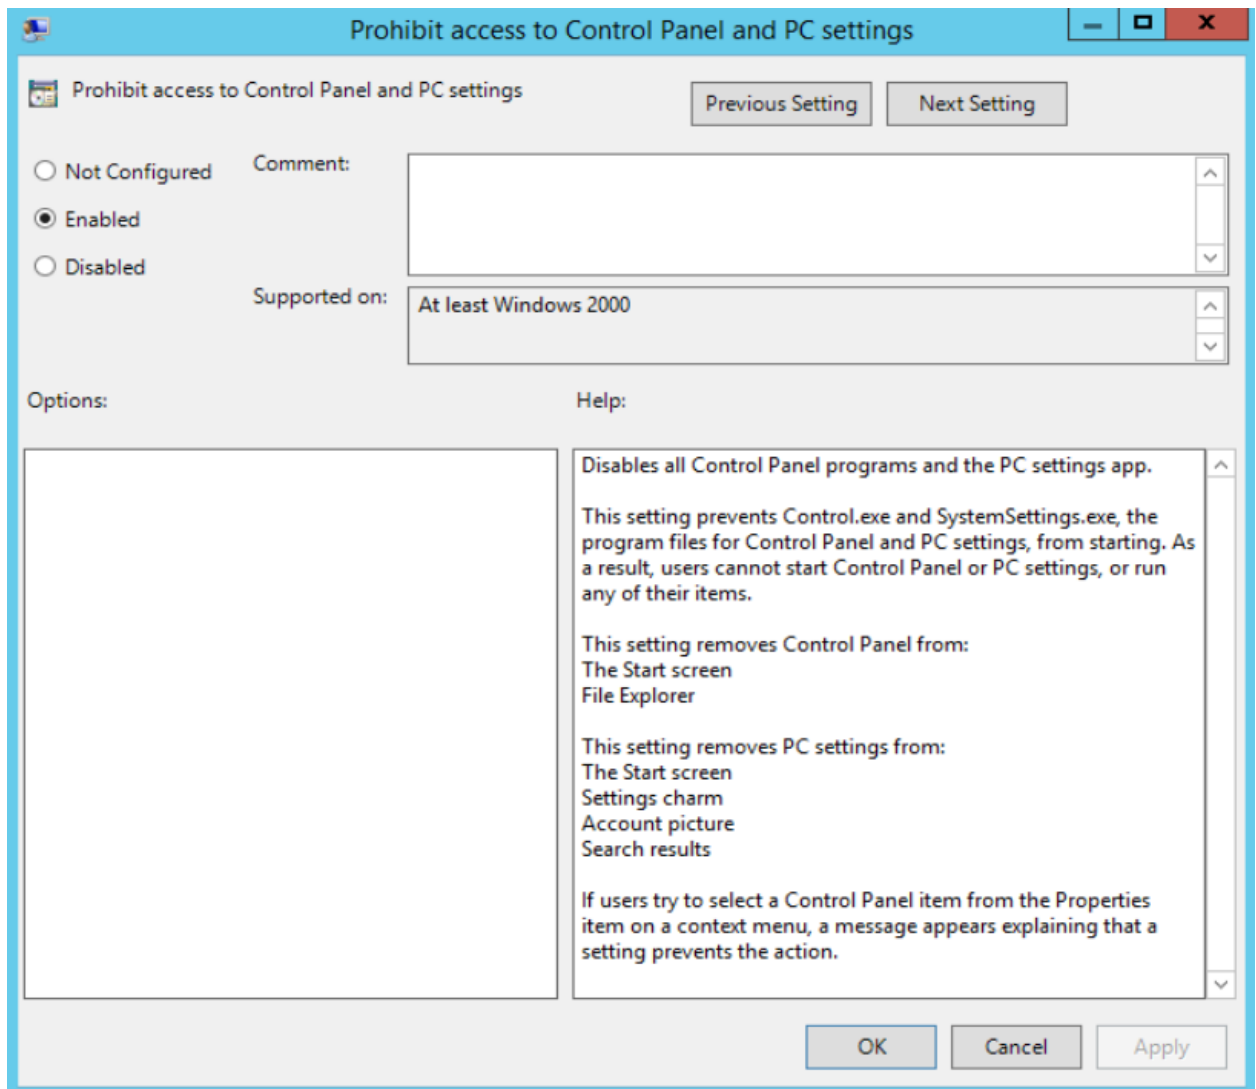 Prohibit access to Control Panel and PC settings
Prohibit access to Control Panel and PC settings
Previous Setting
Next Setting
Not Configured
Enabled
Disabled
Comment:
Supported on:
At least Windows 2000
Options:
Help:
Disables all Control Panel programs and the PC settings app.
This setting prevents Control.exe and SystemSettings.exe, the
program files for Control Panel and PC settings, from starting. As
a result, users cannot start Control Panel or PC settings, or run
any of their items.
This setting removes Control Panel from:
The Start screen
File Explorer
This setting removes PC settings from:
The Start screen
Settings charm
Account picture
Search results
If users try to select a Control Panel item from the Properties
item on a context menu, a message appears explaining that a
setting prevents the action.
OK
Cancel
Apply